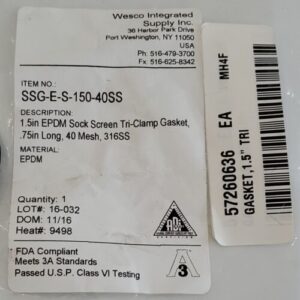 Wesco Integrated
Supply Inc.
36 Harbor Park Drive
Port Washington, NY 11050
USA
Ph: 516-479-3700
Fx: 516-625-8342
ITEM NO.:
SSG-E-S-150-40SS
DESCRIPTION:
1.5in EPDM Sock Screen Tri-Clamp Gasket,
.75in Long, 40 Mesh, 316SS
MATERIAL:
EPDM
Quantity: 1
LOT#: 16-032
DOM: 11/16
Heat#: 9498
FDA Compliant
Meets 3A Standards
Passed U.S.P. Class VI Testing
3
A
MH4F
57260636 EA
GASKET,1.5" TRI